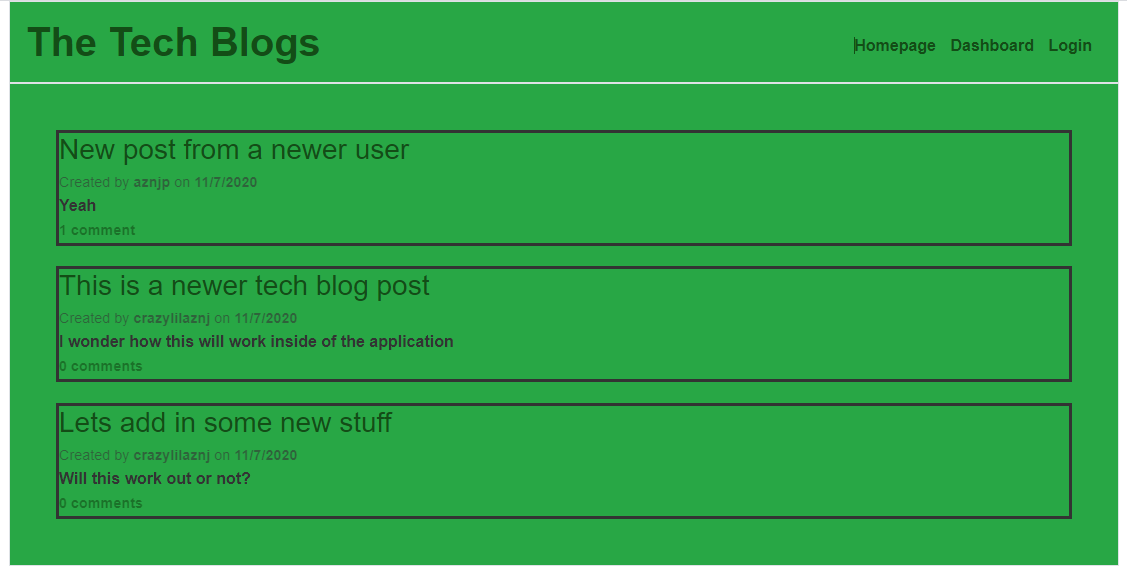 The Tech Blogs
Homepage Dashboard Login
New post from a newer user
Created by aznjp on 11/7/2020
Yeah
1 comment
This is a newer tech blog post
Created by crazylilaznj on 11/7/2020
I wonder how this will work inside of the application
0 comments
Lets add in some new stuff
Created by crazylilaznj on 11/7/2020
Will this work out or not?
0 comments